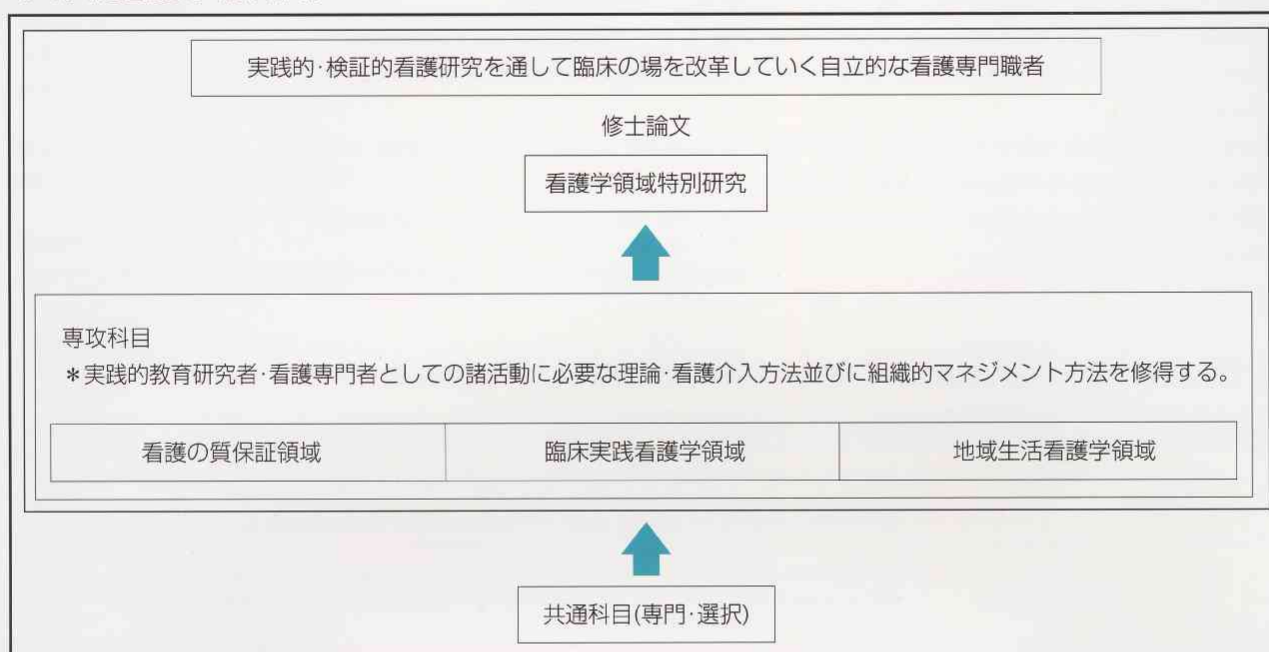 実践的・検証的看護研究を通して臨床の場を改革していく自立的な看護専門職者
修士論文
看護学領域特別研究
専攻科目
＊実践的教育研究者・看護専門者としての諸活動に必要な理論・看護介入方法並びに組織的マネジメント方法を修得する。
看護の質保証領域
臨床実践看護学領域
地域生活看護学領域
共通科目(専門・選択)